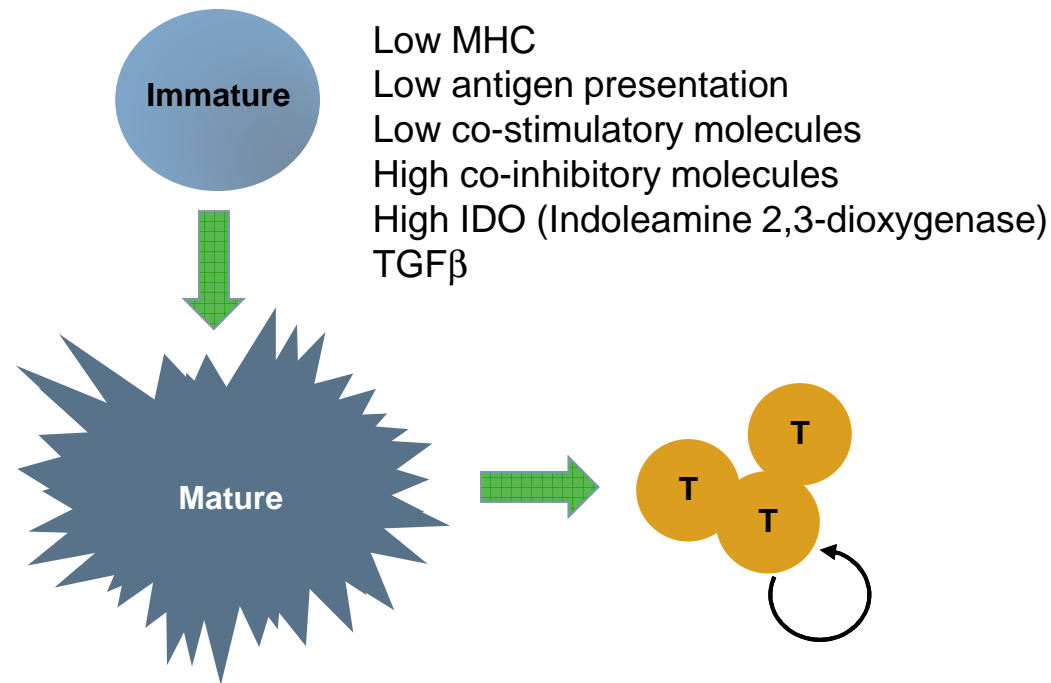 Immature
Low MHC
Low antigen presentation
Low co-stimulatory molecules
High co-inhibitory molecules
High IDO (Indoleamine 2,3-dioxygenase)
TGFβ
Mature
T
T
T